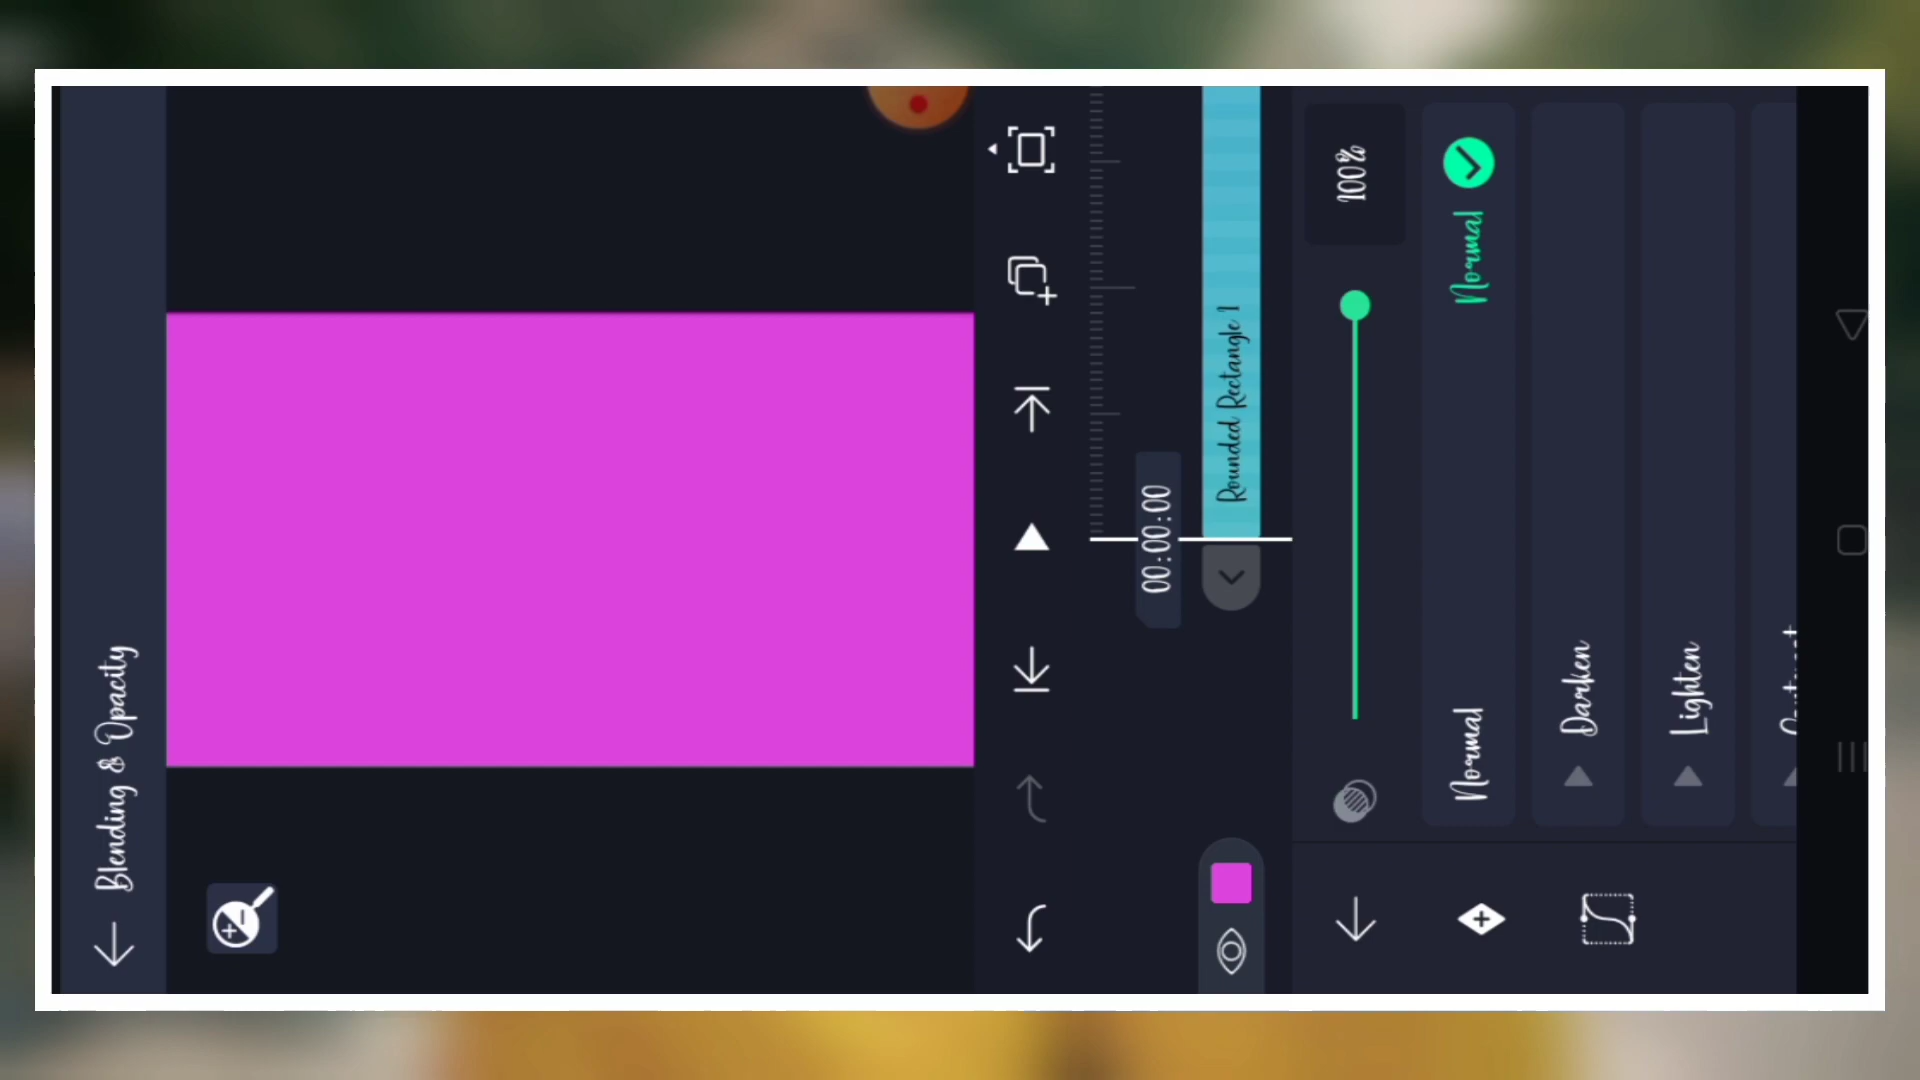 Blending & Opacity
00:00:00
Rounded Rectangle 1
100%
Normal
Normal
Darken
Lighten